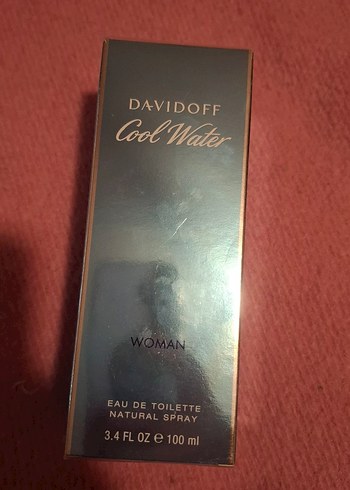 DAVIDOFF
Cool Water
WOMAN
EAU DE TOILETTE
NATURAL SPRAY
3.4 FL OZ ℮ 100 ml